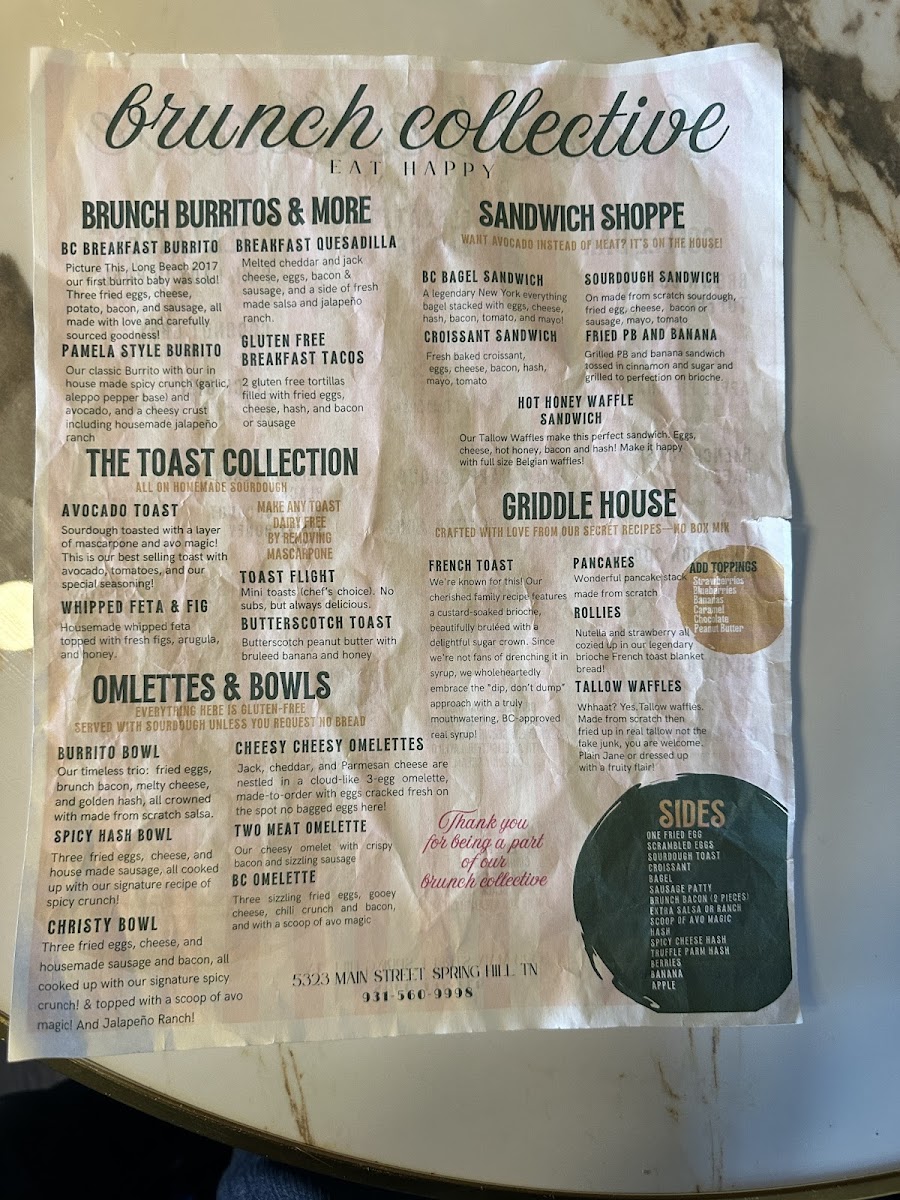 brunch collective
EAT HAPPY
BRUNCH BURRITOS & MORE
BC BREAKFAST BURRITO
Picture This, Long Beach 2017
our first burrito baby was sold!
Three fried eggs, cheese,
potato, bacon, and sausage, all
made with love and carefully
sourced goodness!
PAMELA STYLE BURRITO
Our classic Burrito with our in
house made spicy crunch (garlic,
aleppo pepper base) and
avocado, and a cheesy crust
including housemade jalapeño
ranch
BREAKFAST QUESADILLA
Melted cheddar and jack
cheese, eggs, bacon &
sausage, and a side of fresh
made salsa and jalapeño
ranch.
GLUTEN FREE
BREAKFAST TACOS
2 gluten free tortillas
filled with fried eggs,
cheese, hash, and bacon
or sausage
THE TOAST COLLECTION
ALL ON HOMEMADE SOURDOUGH
AVOCADO TOAST
Sourdough toasted with a layer
of mascarpone and avo magic!
This is our best selling toast with
avocado, tomatoes, and our
special seasoning!
WHIPPED FETA & FIG
Housemade whipped feta
topped with fresh figs, arugula,
and honey.
MAKE ANY TOAST
DAIRY FREE
BY REMOVING
MASCARPONE
TOAST FLIGHT
Mini toasts (chef's choice). No
subs, but always delicious.
BUTTERSCOTCH TOAST
Butterscotch peanut butter with
bruleed banana and honey
OMLETTES & BOWLS
EVERYTHING HERE IS GLUTEN-FREE
SERVED WITH SOURDOUGH UNLESS YOU REQUEST NO BREAD
BURRITO BOWL
Our timeless trio: fried eggs,
brunch bacon, melty cheese,
and golden hash, all crowned
with made from scratch salsa.
SPICY HASH BOWL
Three fried eggs, cheese, and
house made sausage, all cooked
up with our signature recipe of
spicy crunch!
CHRISTY BOWL
Three fried eggs, cheese, and
housemade sausage and bacon, all
cooked up with our signature spicy
crunch! & topped with a scoop of avo
magic! And Jalapeño Ranch!
CHEESY CHEESY OMELETTES
Jack, cheddar, and Parmesan cheese are
nestled in a cloud-like 3-egg omelette,
made-to-order with eggs cracked fresh on
the spot no bagged eggs here!
TWO MEAT OMELETTE
Our cheesy omelet with crispy
bacon and sizzling sausage
BC OMELETTE
Three sizzling fried eggs, gooey
cheese, chili crunch and bacon,
and with a scoop of avo magic
SANDWICH SHOPPE
WANT AVOCADO INSTEAD OF MEAT? IT'S ON THE HOUSE!
BC BAGEL SANDWICH
A legendary New York everything
bagel stacked with eggs, cheese,
hash, bacon, tomato, and mayo!
CROISSANT SANDWICH
Fresh baked croissant,
eggs, cheese, bacon, hash,
mayo, tomato
SOURDOUGH SANDWICH
On made from scratch sourdough,
fried egg, cheese, bacon or
sausage, mayo, tomato
FRIED PB AND BANANA
Grilled PB and banana sandwich
tossed in cinnamon and sugar and
grilled to perfection on brioche.
HOT HONEY WAFFLE
SANDWICH
Our Tallow Waffles make this perfect sandwich. Eggs,
cheese, hot honey, bacon and hash! Make it happy
with full size Belgian waffles!
GRIDDLE HOUSE
CRAFTED WITH LOVE FROM OUR SECRET RECIPES—NO BOX MIX
FRENCH TOAST
We're known for this! Our
cherished family recipe features
a custard-soaked brioche,
beautifully bruléed with a
delightful sugar crown. Since
we're not fans of drenching it in
syrup, we wholeheartedly
embrace the "dip, don't dump"
approach with a truly
mouthwatering, BC-approved
real syrup!
PANCAKES
Wonderful pancake stack
made from scratch
ROLLIES
Nutella and strawberry all
cozied up in our legendary
brioche French toast blanket
bread!
TALLOW WAFFLES
Whhaat? Yes,Tallow waffles.
Made from scratch then
fried up in real tallow not the
fake junk, you are welcome.
Plain Jane or dressed up
with a fruity flair!
ADD TOPPINGS
Strawberries
Blueberries
Bananas
Caramel
Chocolate
Peanut Butter
SIDES
ONE FRIED EGG
SCRAMBLED EGGS
SOURDOUGH TOAST
CROISSANT
BAGEL
SAUSAGE PATTY
BRUNCH BACON (2 PIECES)
EXTRA SALSA OR RANCH
SCOOP OF AVO MAGIC
HASH
SPICY CHEESE HASH
TRUFFLE PARM HASH
BERRIES
BANANA
APPLE
Thank you
for being a part
of our
brunch collective
5323 MAIN STREET SPRING HILL TN
931-560-9998